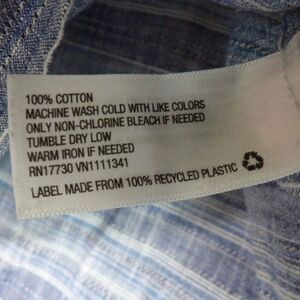 100% COTTON
MACHINE WASH COLD WITH LIKE COLORS
ONLY NON-CHLORINE BLEACH IF NEEDED
TUMBLE DRY LOW
WARM IRON IF NEEDED
RN17730 VN1111341
LABEL MADE FROM 100% RECYCLED PLASTIC